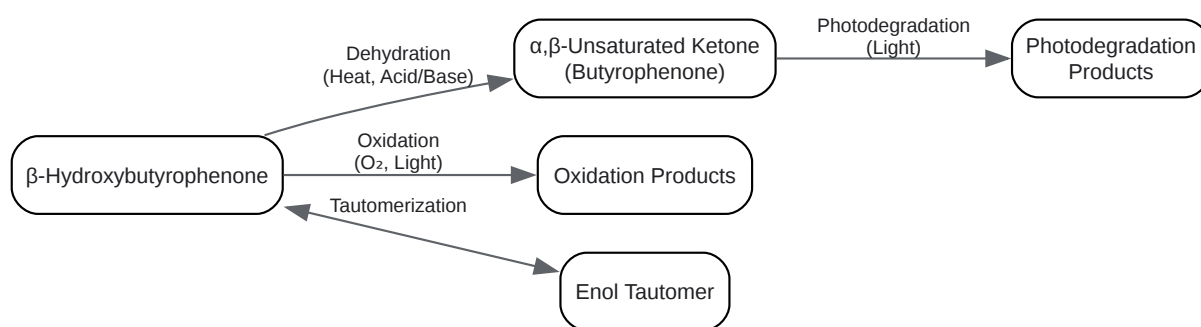 Dehydration
(Heat, Acid/Base)
α,β-Unsaturated Ketone
(Butyrophenone)
Photodegradation
(Light)
Photodegradation
Products
β-Hydroxybutyrophenone
Oxidation
(O₂, Light)
Oxidation Products
Tautomerization
Enol Tautomer